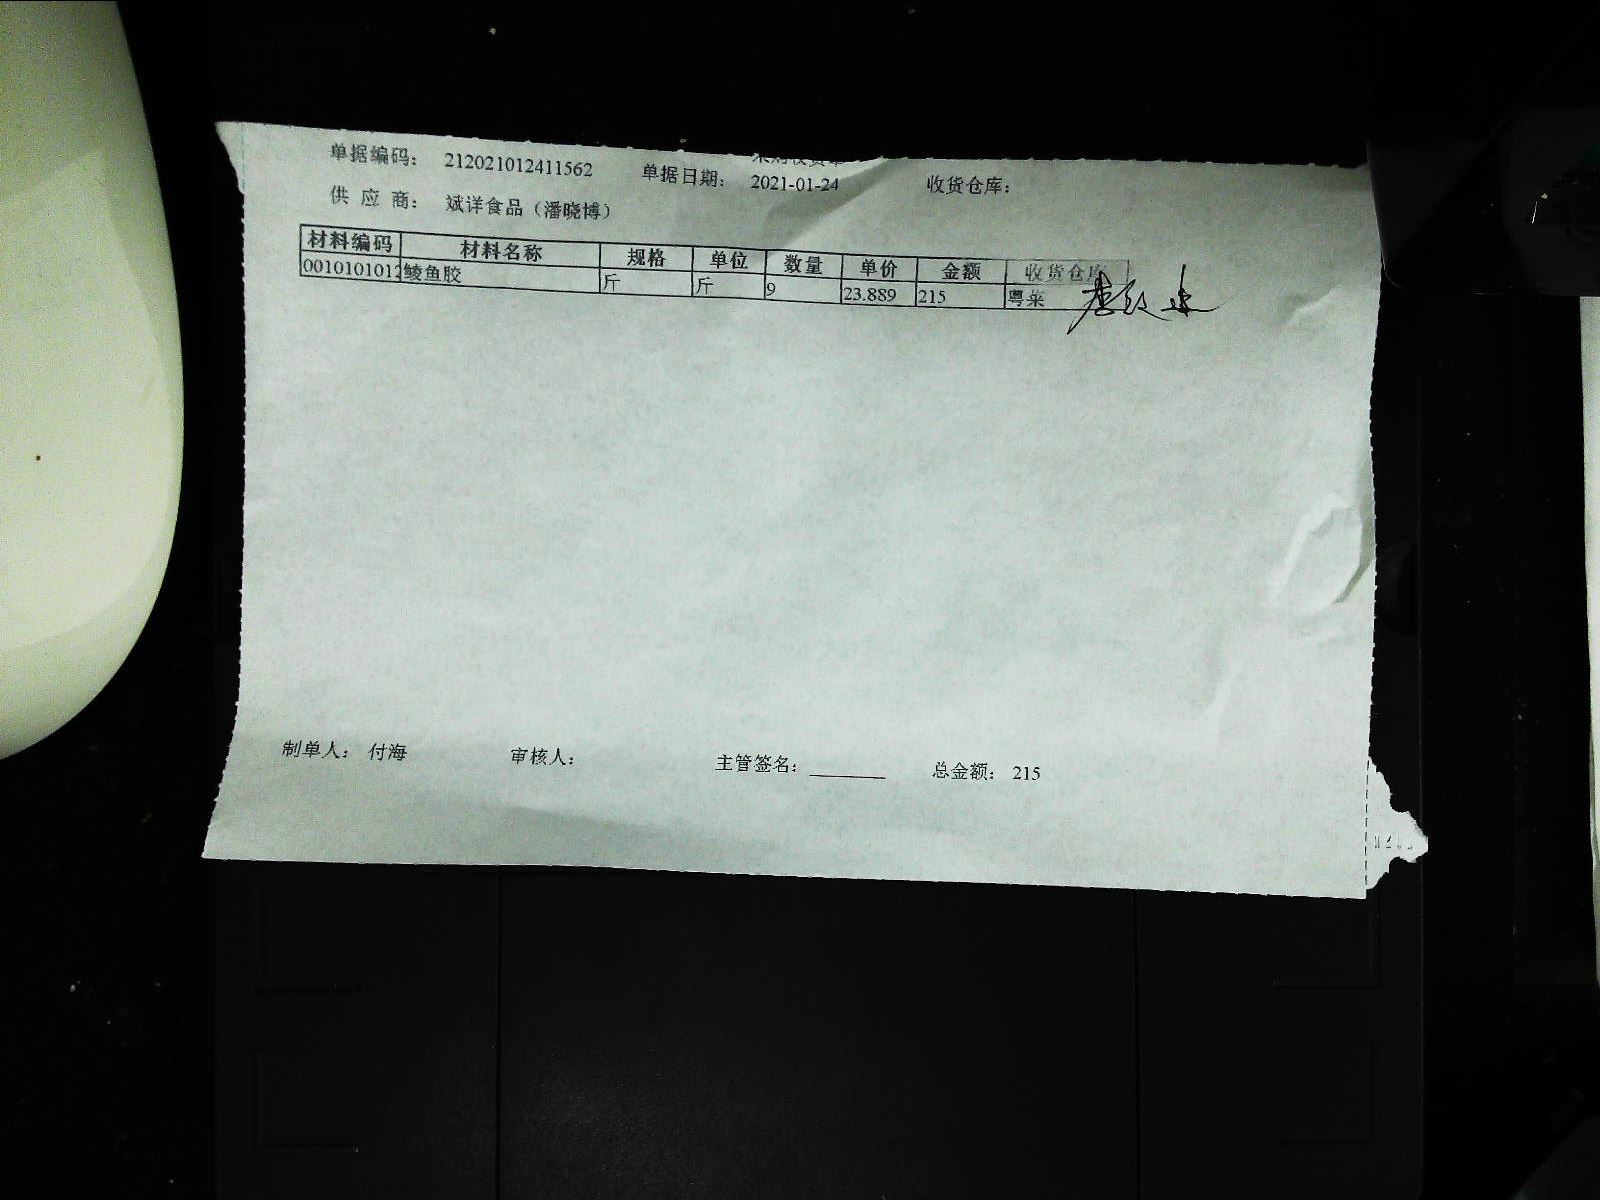 单据编码： 212021012411562 单据日期： 2021-01-24 收货仓库：
供 应 商： 斌洋食品（潘晓博）
材料编码 材料名称 规格 单位 数量 单价 金额 收货仓库
0010101012 鲮鱼胶 斤 斤 9 23.889 215 粤菜
制单人： 付海 审核人： 主管签名： ________ 总金额： 215